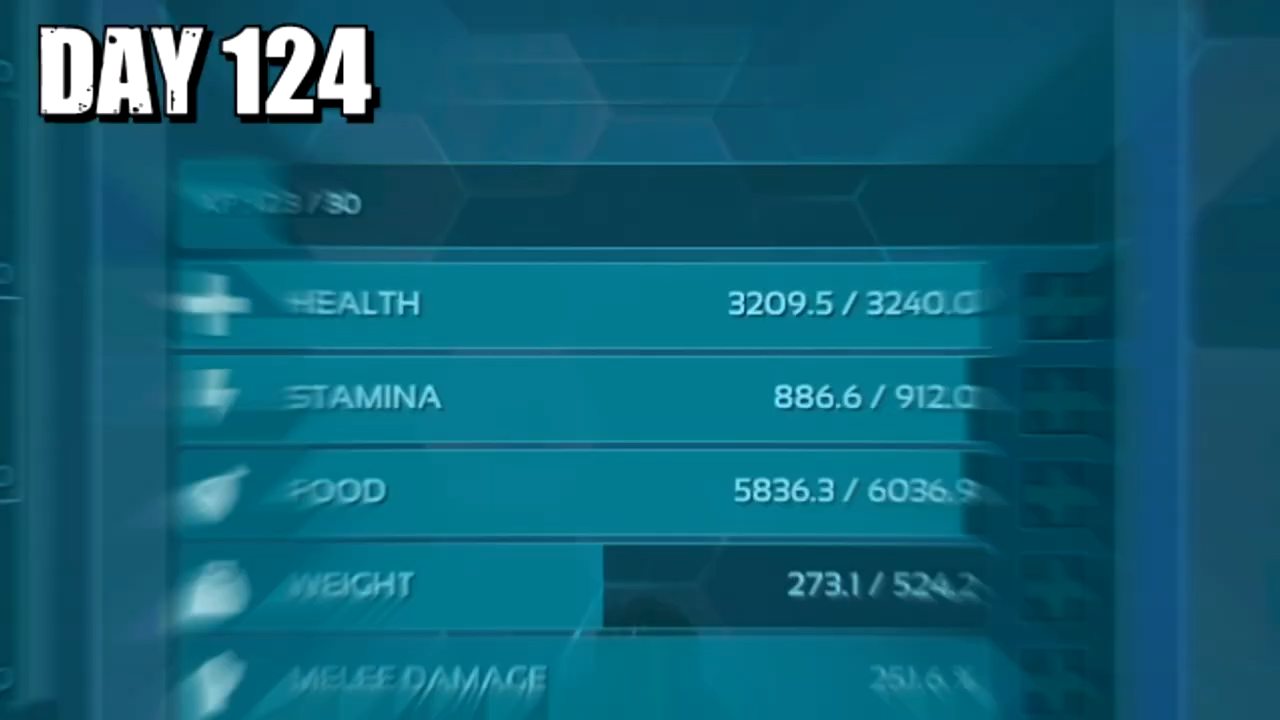 DAY 124
HEALTH 3209.5 / 3240.0
STAMINA 886.6 / 912.0
FOOD 5836.3 / 6036.9
WEIGHT 273.1 / 524.2
MELEE DAMAGE